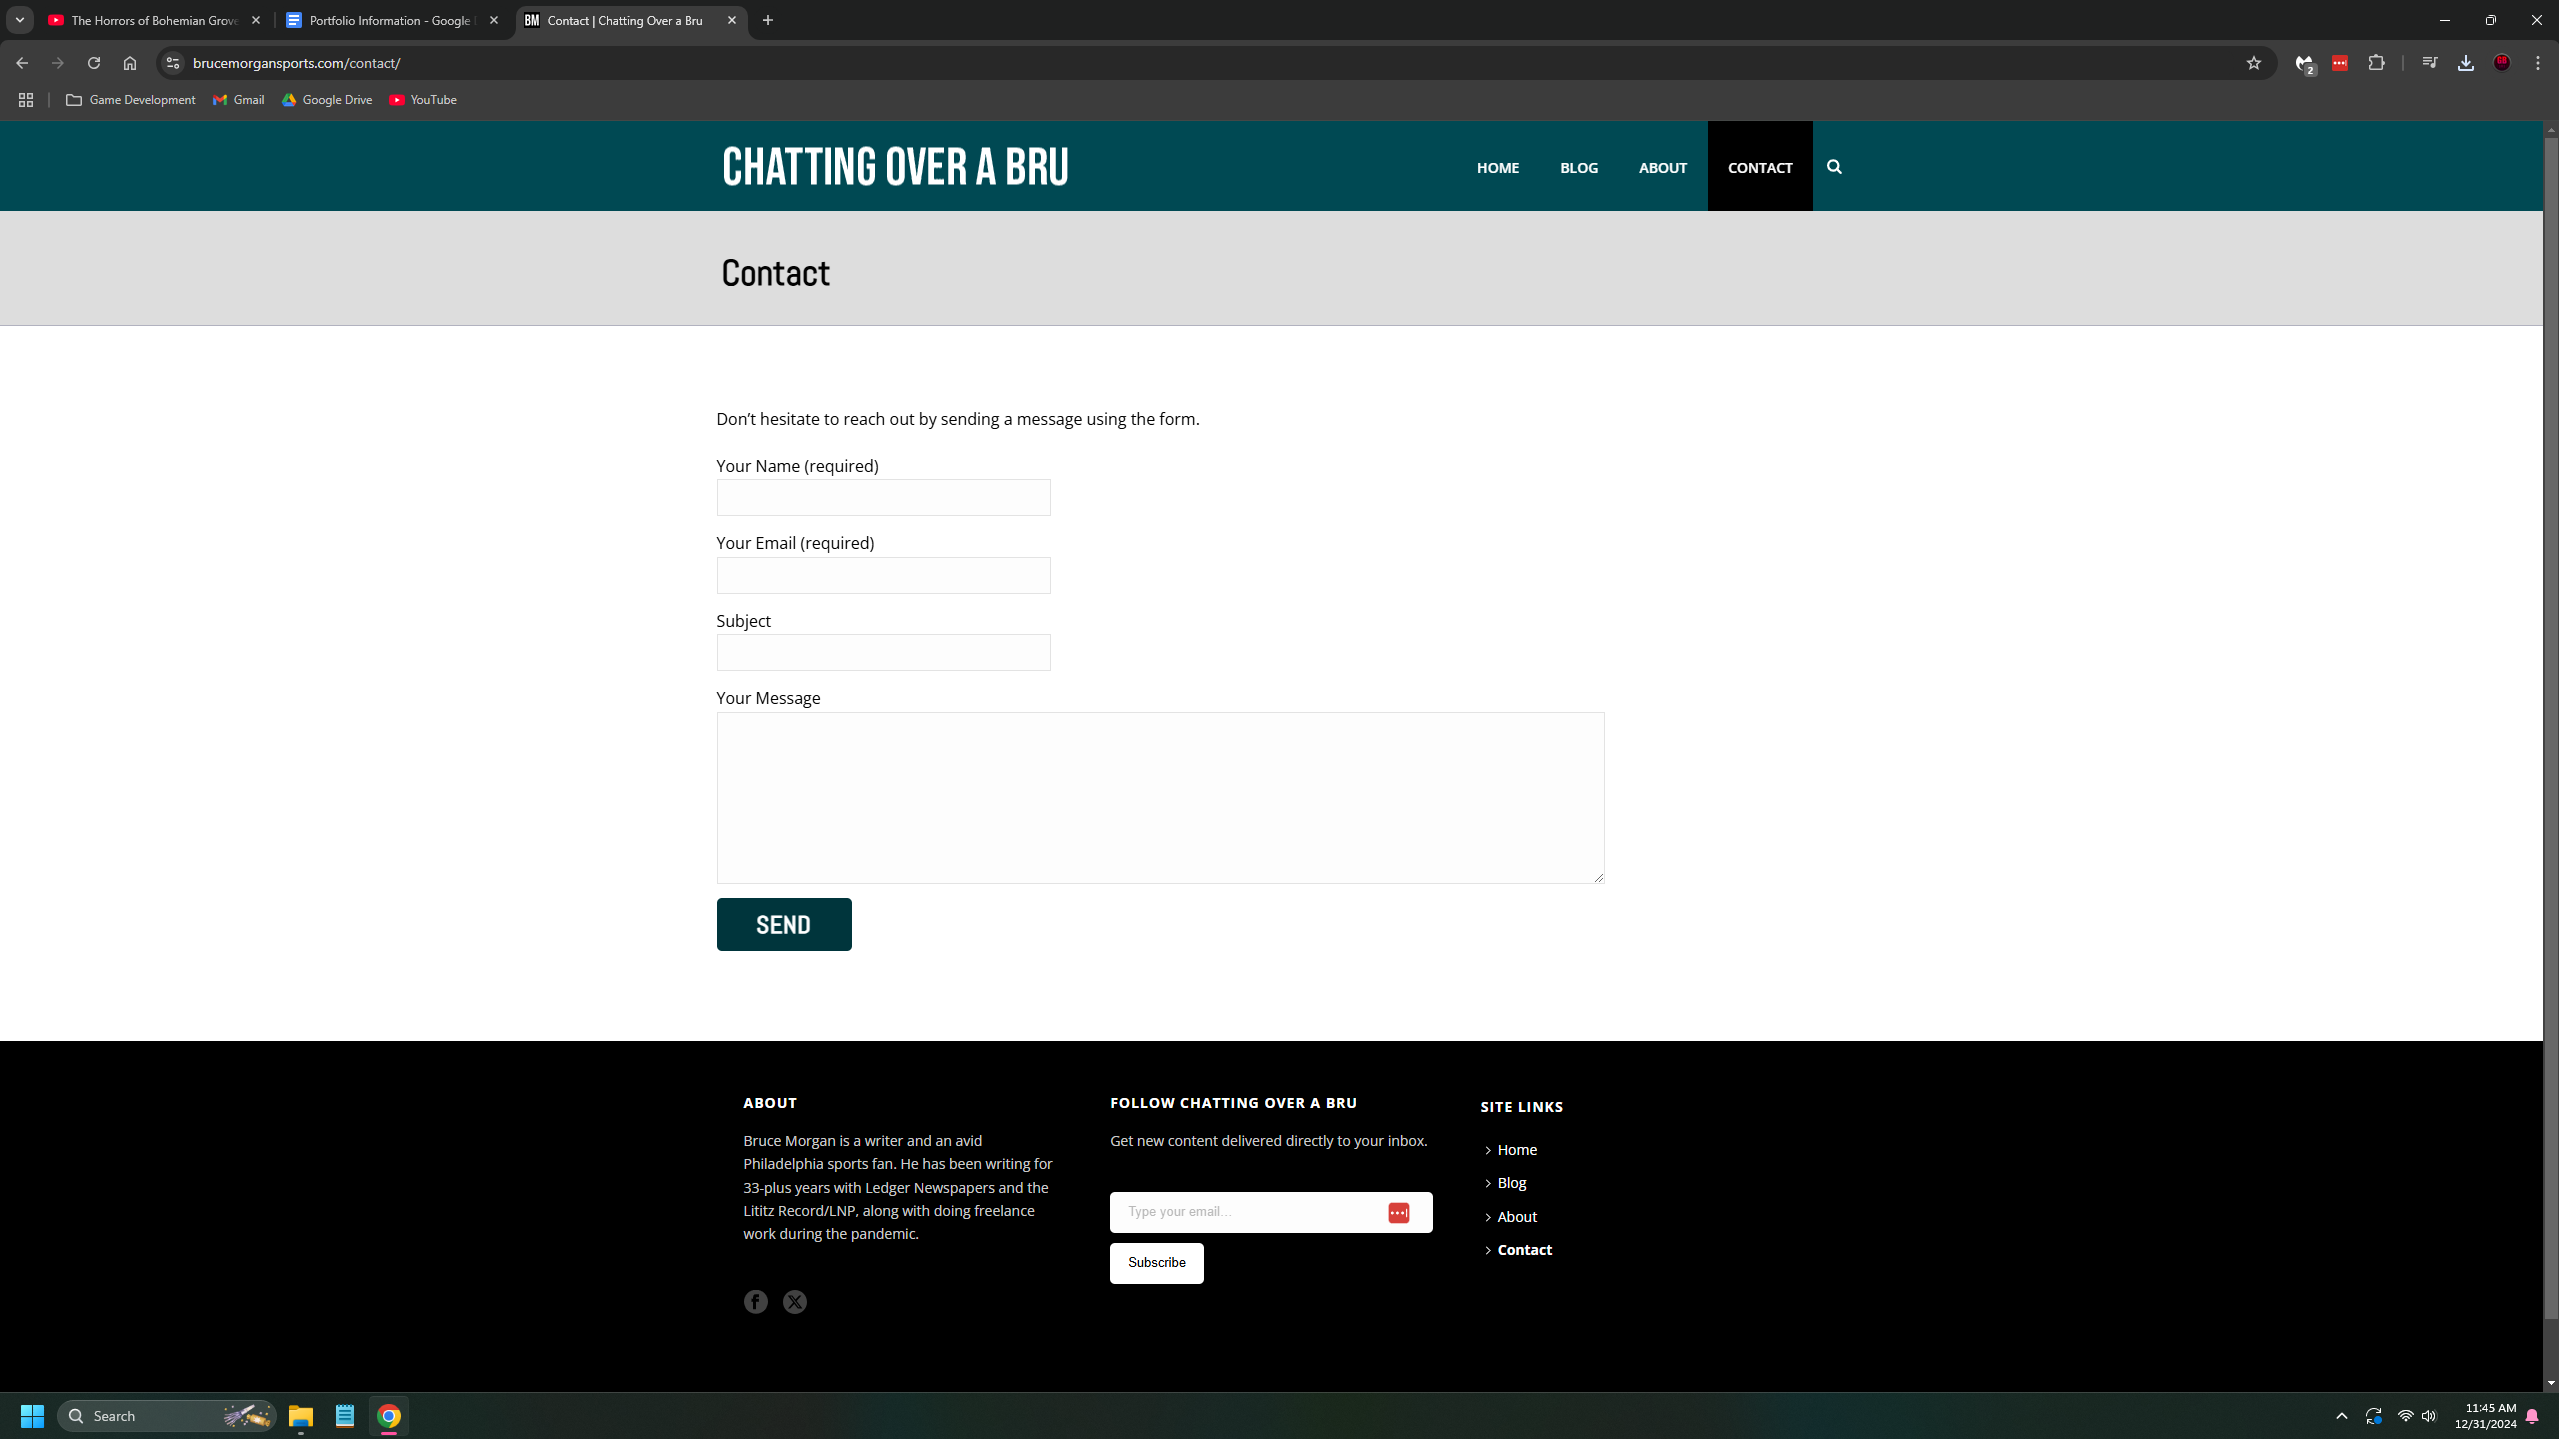 The Horrors of Bohemian Grove
Portfolio Information - Google
BM
Contact | Chatting Over a Bru
brucemorgansports.com/contact/
2
Game Development
Gmail
Google Drive
YouTube
CHATTING OVER A BRU
HOME
BLOG
ABOUT
CONTACT
Contact
Don’t hesitate to reach out by sending a message using the form.
Your Name (required)
Your Email (required)
Subject
Your Message
SEND
ABOUT
Bruce Morgan is a writer and an avid
Philadelphia sports fan. He has been writing for
33-plus years with Ledger Newspapers and the
Lititz Record/LNP, along with doing freelance
work during the pandemic.
FOLLOW CHATTING OVER A BRU
Get new content delivered directly to your inbox.
Type your email...
Subscribe
SITE LINKS
Home
Blog
About
Contact
Search
11:45 AM
12/31/2024